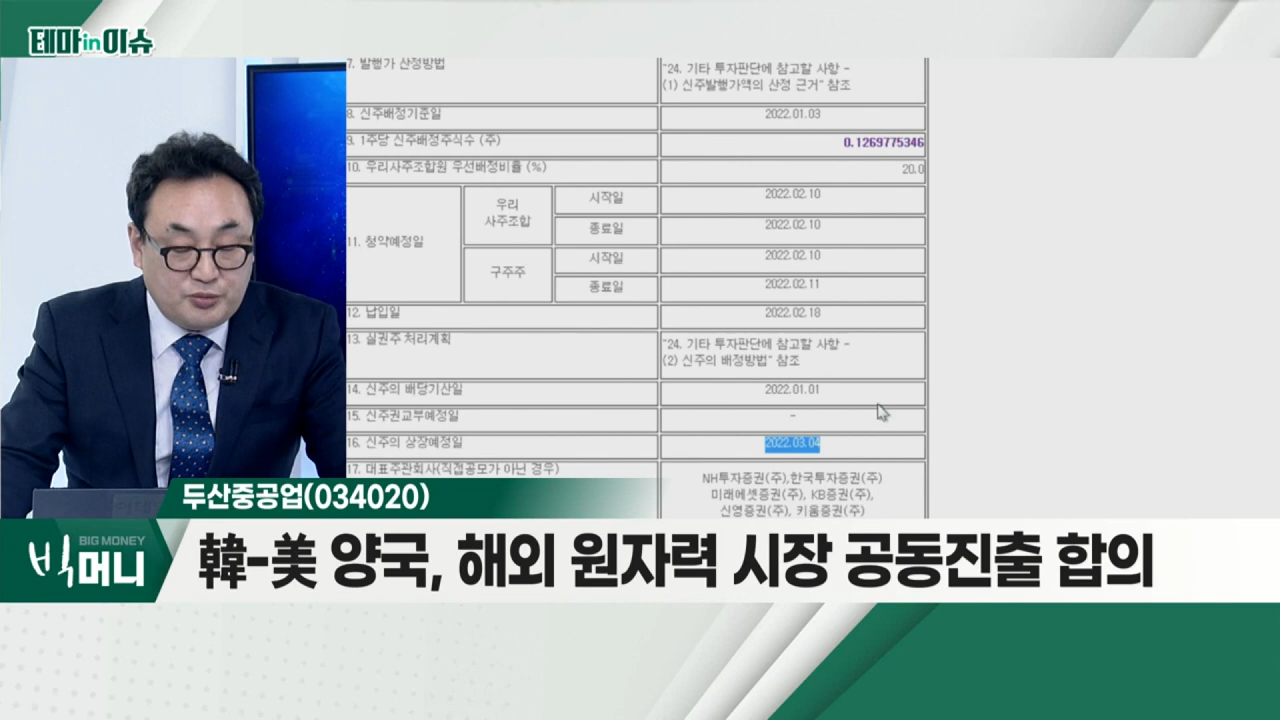 테마in이슈
7. 발행가 산정방법
"24. 기타 투자판단에 참고할 사항 -
(1) 신주발행가액의 산정 근거" 참조
8. 신주배정기준일
2022.01.03
9. 1주당 신주배정주식수 (주)
0.1269775346
10. 우리사주조합원 우선배정비율 (%)
20.0
11. 청약예정일
우리
사주조합
시작일
2022.02.10
종료일
2022.02.10
구주주
시작일
2022.02.10
종료일
2022.02.11
12. 납입일
2022.02.18
13. 실권주 처리계획
"24. 기타 투자판단에 참고할 사항 -
(2) 신주의 배정방법" 참조
14. 신주의 배당기산일
2022.01.01
15. 신주권교부예정일
-
16. 신주의 상장예정일
2022.03.04
17. 대표주관회사(직접공모가 아닌 경우)
NH투자증권(주),한국투자증권(주)
미래에셋증권(주), KB증권(주),
신영증권(주), 키움증권(주)
두산중공업(034020)
BIG MONEY
빅머니
韓-美 양국, 해외 원자력 시장 공동진출 합의